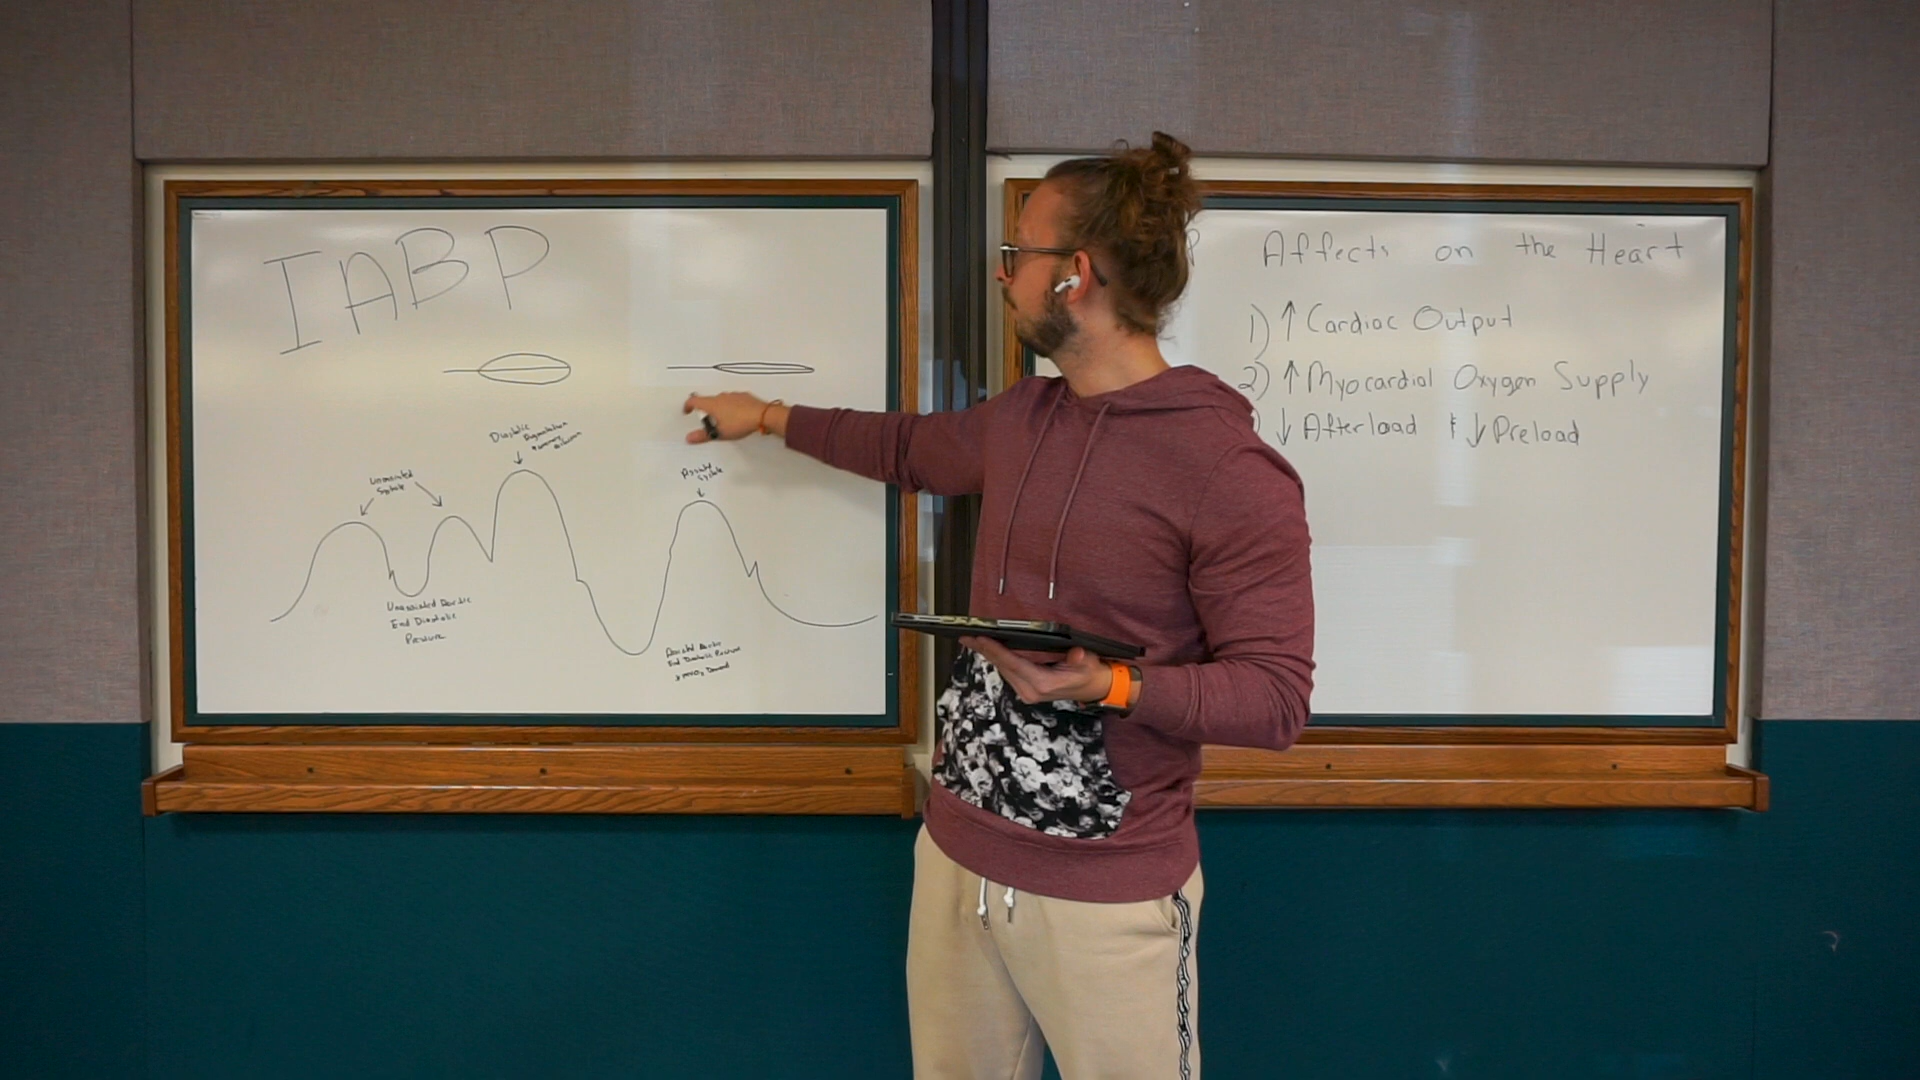 IABP
Diastolic
Augmentation
Unassisted
Systole
Assisted
Systole
Unassisted Aortic
End Diastolic
Pressure
Assisted Aortic
End Diastolic Pressure
Demand
Affects on the Heart
1) ↑ Cardiac Output
2) ↑ Myocardial Oxygen Supply
) ↓ Afterload & ↓ Preload